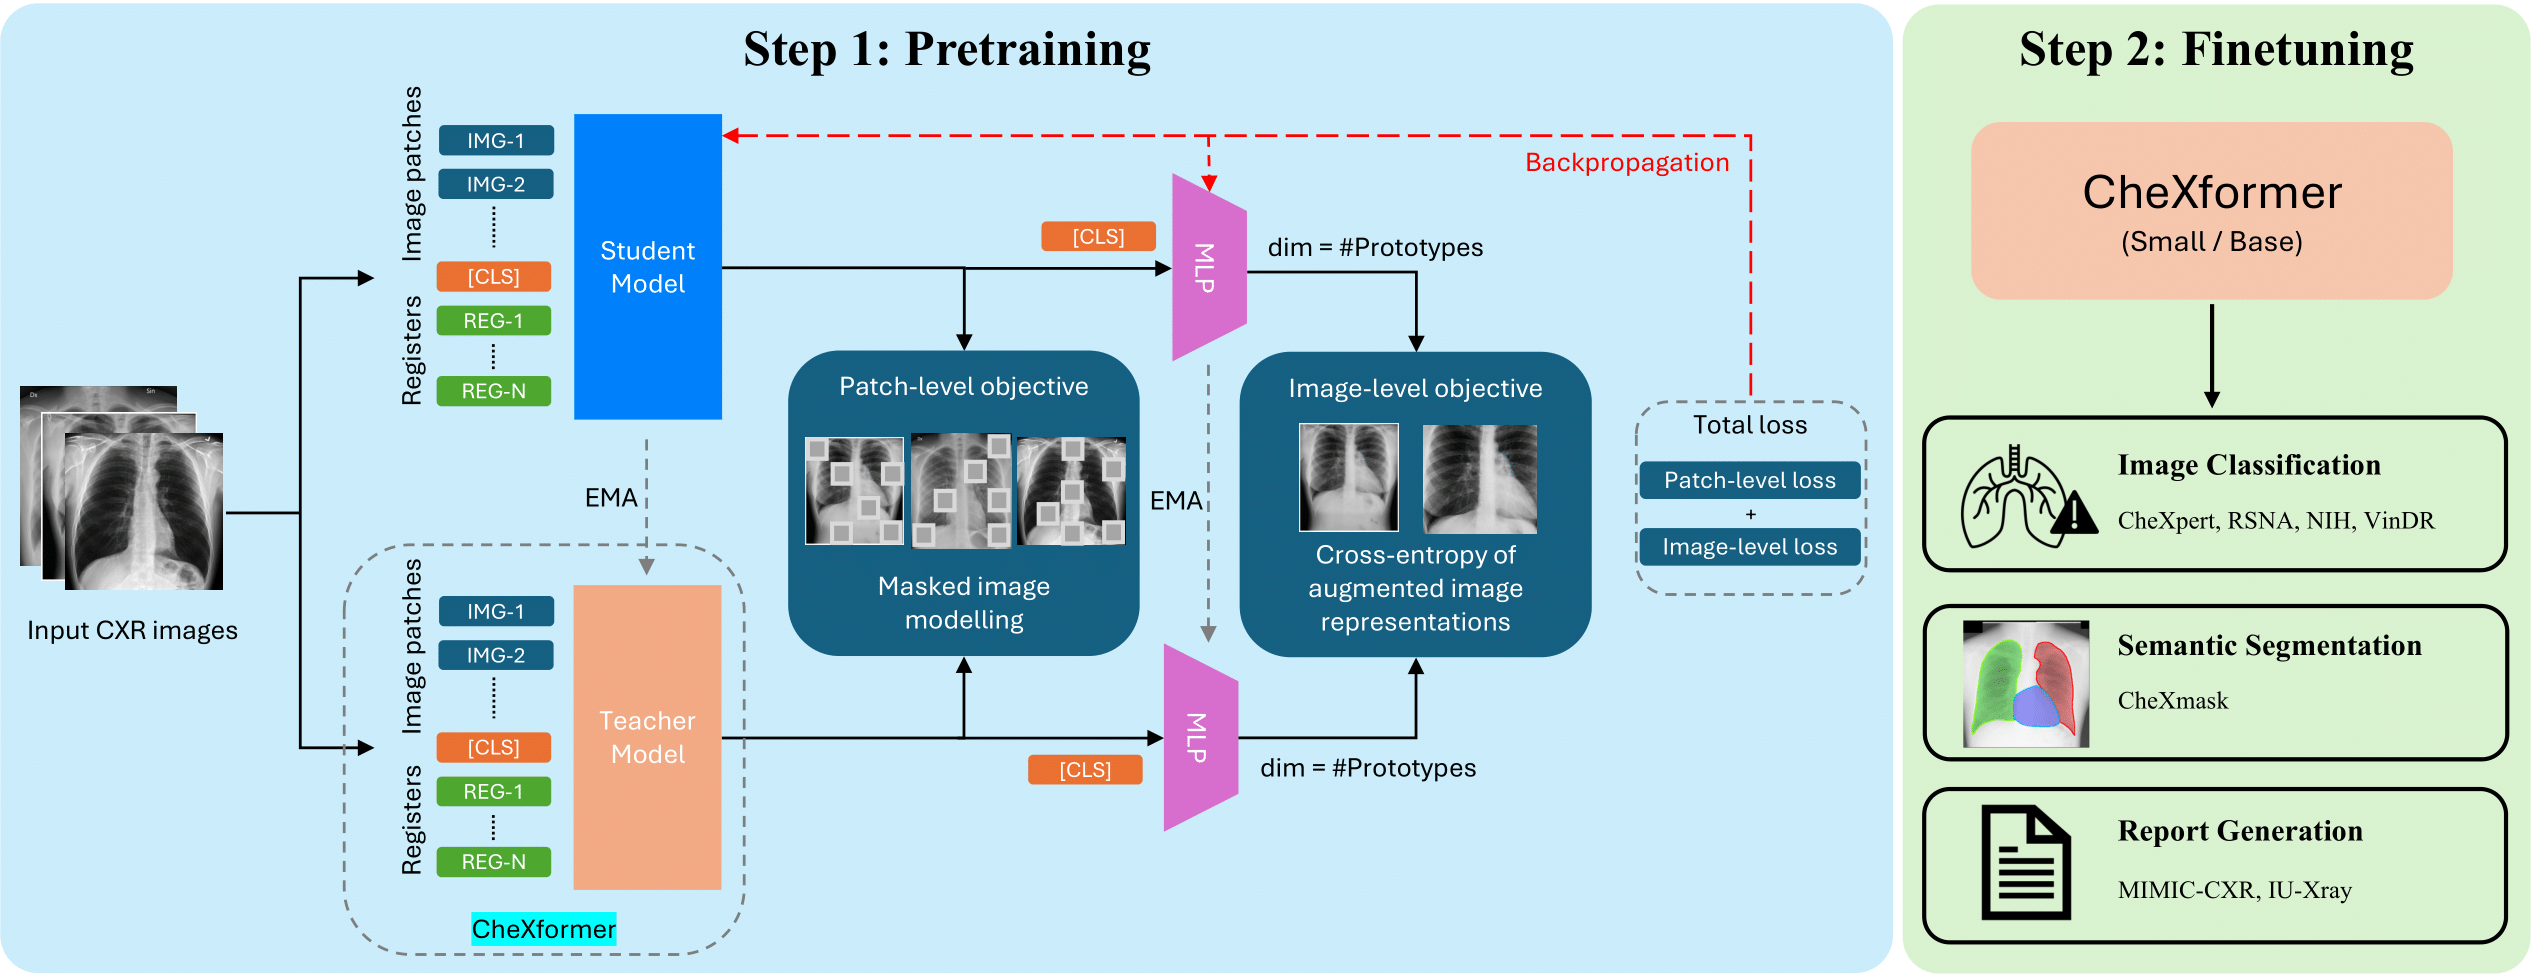 Step 1: Pretraining
Image patches
IMG-1
IMG-2
[CLS]
Registers
REG-1
REG-N
Student
Model
Backpropagation
[CLS]
MLP
dim = #Prototypes
Input CXR images
EMA
Patch-level objective
Masked image
modelling
EMA
Image-level objective
Cross-entropy of
augmented image
representations
Total loss
Patch-level loss
+
Image-level loss
Image patches
IMG-1
IMG-2
[CLS]
Registers
REG-1
REG-N
Teacher
Model
CheXformer
[CLS]
MLP
dim = #Prototypes
Step 2: Finetuning
CheXformer
(Small / Base)
Image Classification
CheXpert, RSNA, NIH, VinDR
Semantic Segmentation
CheXmask
Report Generation
MIMIC-CXR, IU-Xray